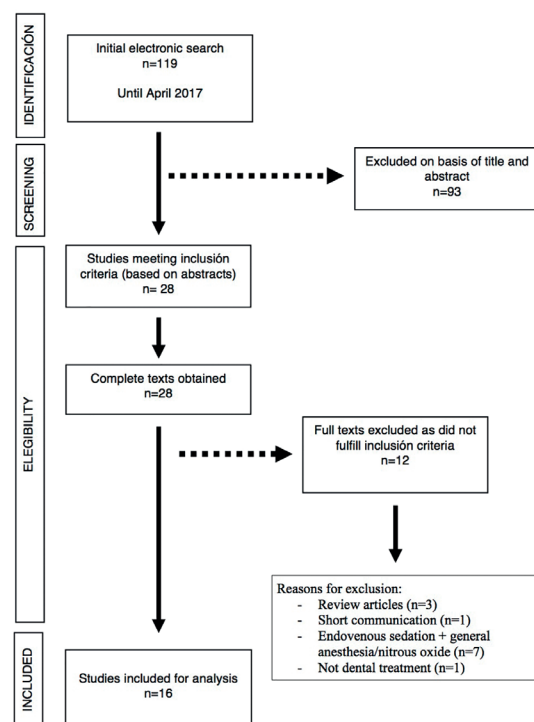 IDENTIFICACIÓN
Initial electronic search
n=119
Until April 2017
SCREENING
Excluded on basis of title and
abstract
n=93
ELEGIBILITY
Studies meeting inclusión
criteria (based on abstracts)
n= 28
Complete texts obtained
n=28
Full texts excluded as did not
fulfill inclusión criteria
n=12
Reasons for exclusion:
- Review articles (n=3)
- Short communication (n=1)
- Endovenous sedation + general
anesthesia/nitrous oxide (n=7)
- Not dental treatment (n=1)
INCLUDED
Studies included for analysis
n=16